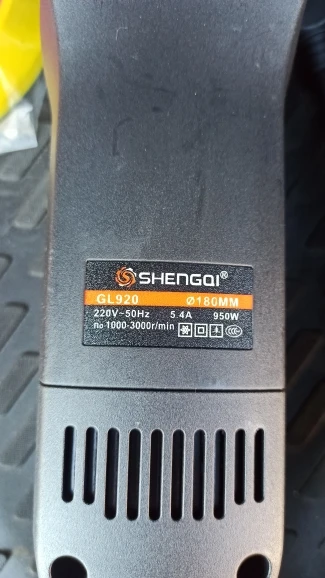 SHENGQI®
GL920 Ø180MM
220V~50Hz 5.4A 950W
no 1000-3000r/min